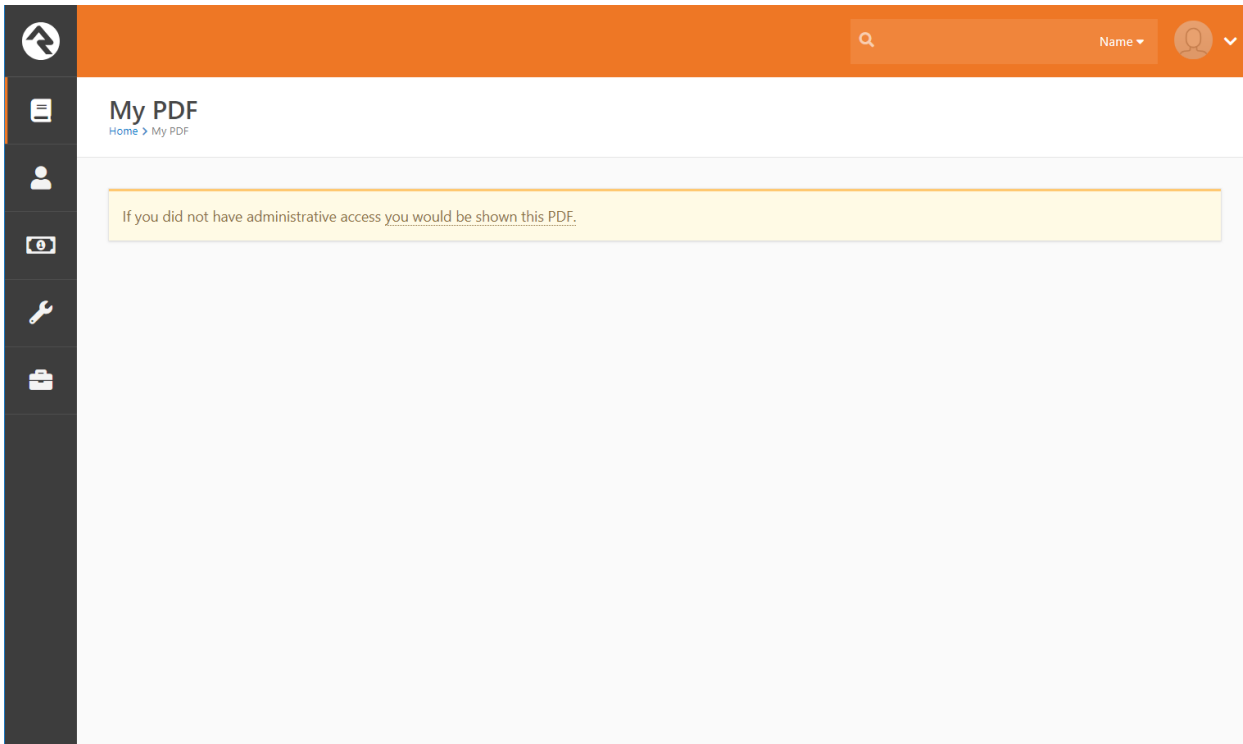 Name
My PDF
Home > My PDF
If you did not have administrative access you would be shown this PDF.